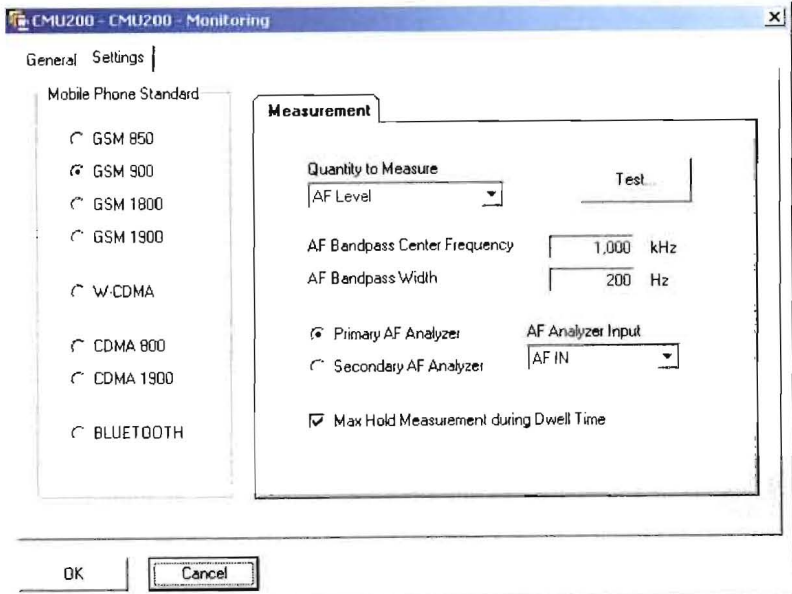 CMU200 - CMU200 - Monitoring
General Settings
Mobile Phone Standard
GSM 850
GSM 900
GSM 1800
GSM 1900
W-CDMA
CDMA 800
CDMA 1900
BLUETOOTH
Measurement
Quantity to Measure
AF Level
Test...
AF Bandpass Center Frequency 1,000 kHz
AF Bandpass Width 200 Hz
Primary AF Analyzer
Secondary AF Analyzer
AF Analyzer Input
AF IN
Max Hold Measurement during Dwell Time
OK Cancel